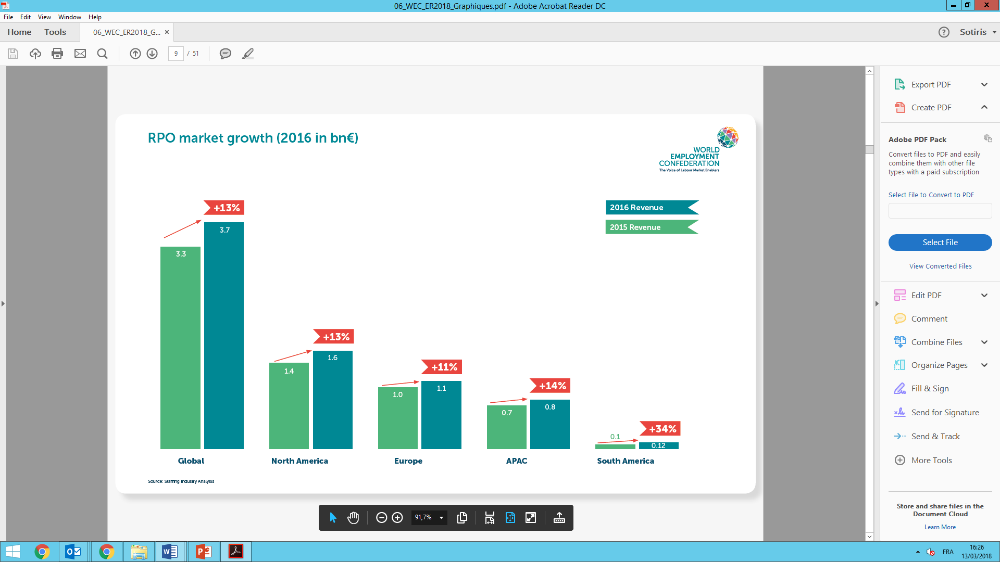 06_WEC_ER2018_Graphiques.pdf - Adobe Acrobat Reader DC
File Edit View Window Help
Home Tools 06_WEC_ER2018_G... × Sotiris
9 / 51
RPO market growth (2016 in bn€)
WORLD
EMPLOYMENT
CONFEDERATION
The Voice of Labour Market Enablers
2016 Revenue
2015 Revenue
+13%
3.7
3.3
+13%
1.6
1.4
+11%
1.1
1.0
+14%
0.8
0.7
+34%
0.1
0.12
Global
North America
Europe
APAC
South America
Source: Staffing Industry Analysts
91,7%
Export PDF
Create PDF
Adobe PDF Pack
Convert files to PDF and easily
combine them with other file
types with a paid subscription
Select File to Convert to PDF
Select File
View Converted Files
Edit PDF
Comment
Combine Files
Organize Pages
Fill & Sign
Send for Signature
Send & Track
More Tools
Store and share files in the
Document Cloud
Learn More
FRA
16:26
13/03/2018